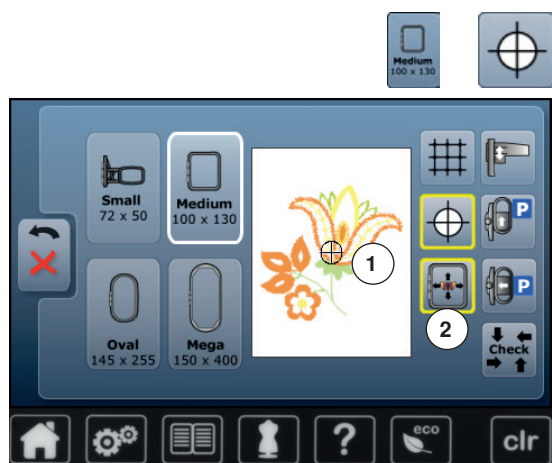 Medium
100 x 130
Small
72 x 50
Medium
100 x 130
P
1
P
2
Oval
145 x 255
Mega
150 x 400
Check
?
eco
clr